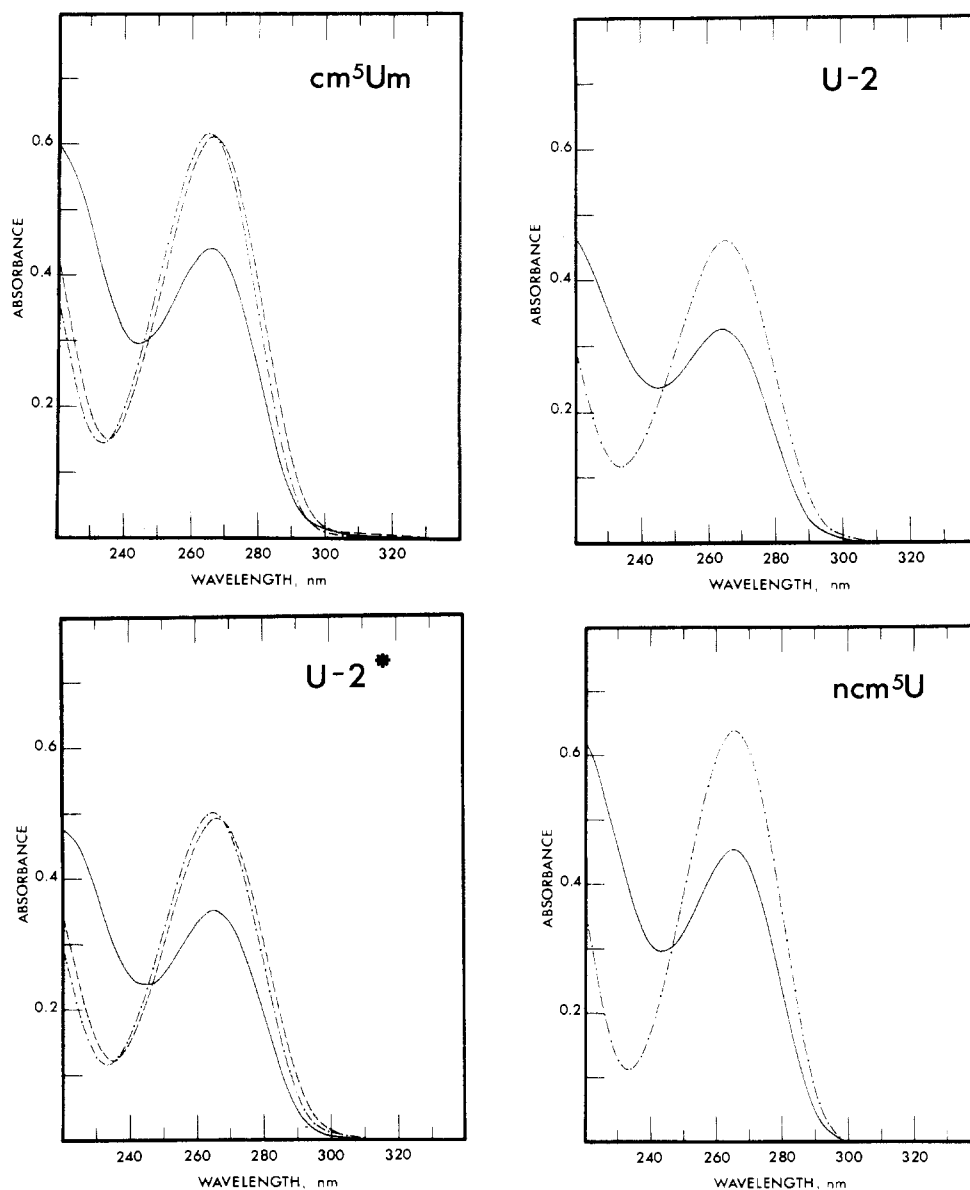 cm⁵Um
ABSORBANCE
0.6
0.4
0.2
240 260 280 300 320
WAVELENGTH, nm
U-2
ABSORBANCE
0.6
0.4
0.2
240 260 280 300 320
WAVELENGTH, nm
U-2*
ABSORBANCE
0.6
0.4
0.2
240 260 280 300 320
WAVELENGTH, nm
ncm⁵U
ABSORBANCE
0.6
0.4
0.2
240 260 280 300 320
WAVELENGTH, nm